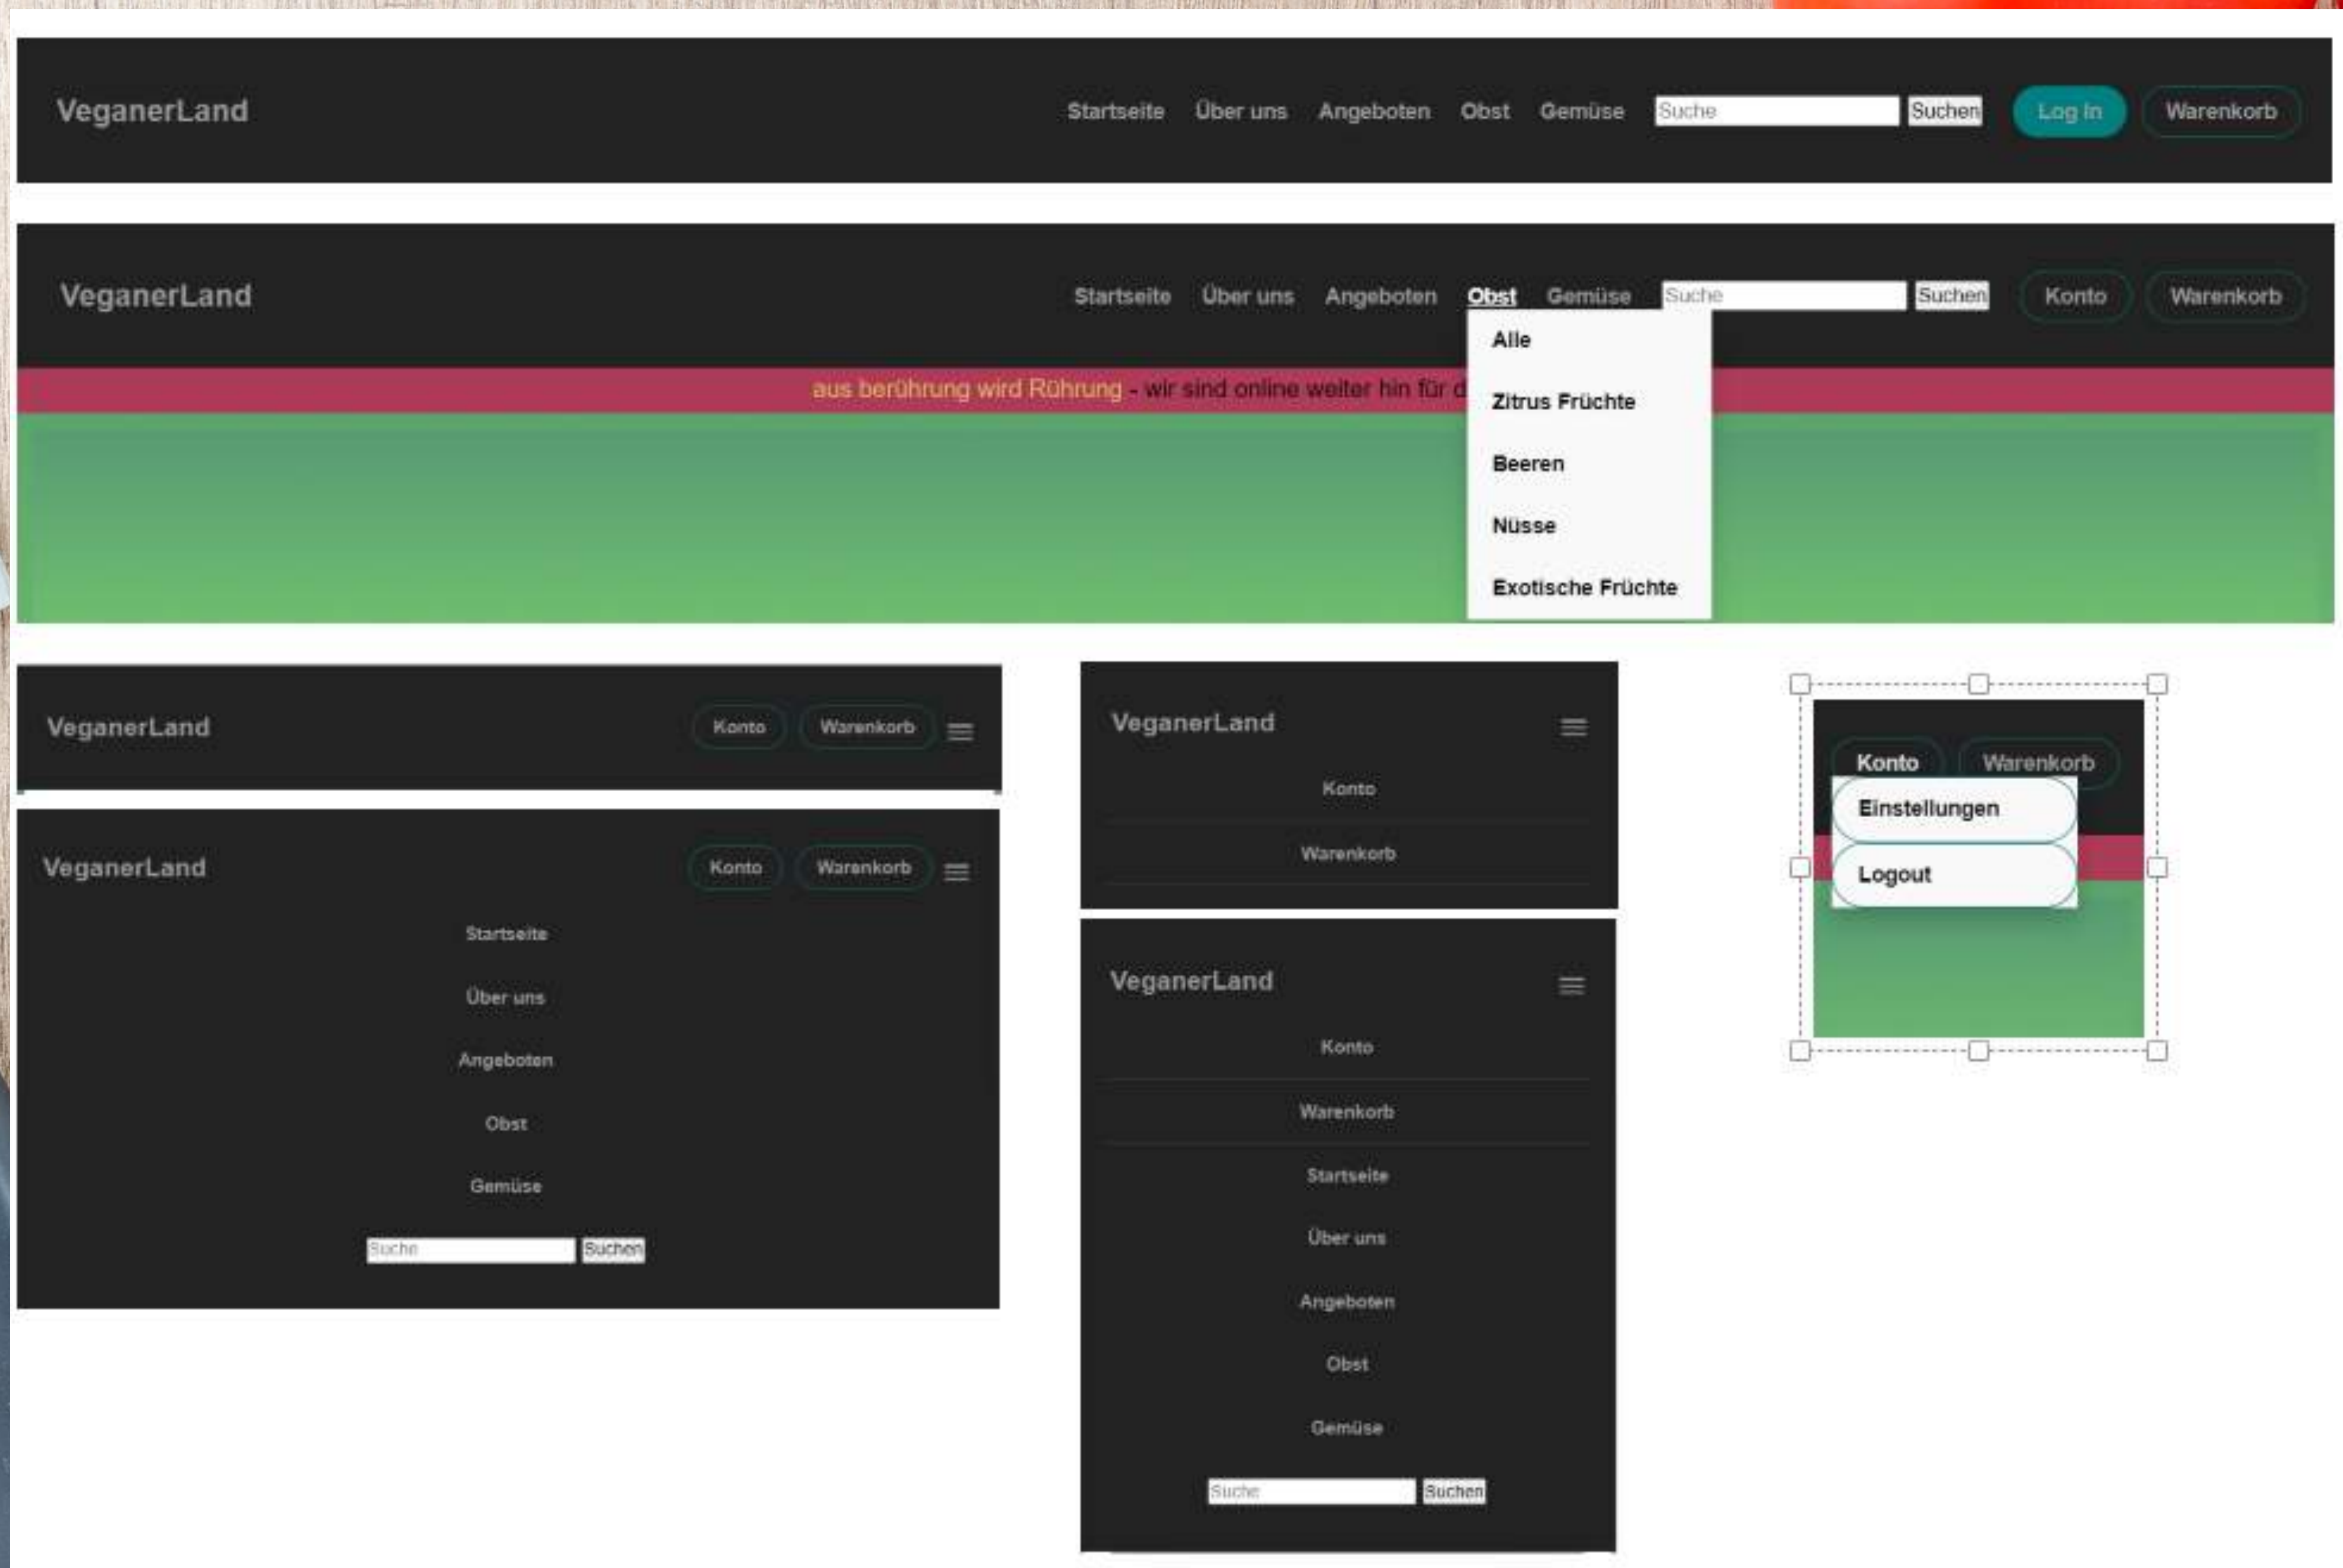 VeganerLand Startseite Über uns Angeboten Obst Gemüse Suche Suchen Log In Warenkorb
VeganerLand Startseite Über uns Angeboten Obst Gemüse Suche Suchen Konto Warenkorb
Alle
aus berührung wird Rührung - wir sind online weiter hin für d
Zitrus Früchte
Beeren
Nüsse
Exotische Früchte
VeganerLand Konto Warenkorb
VeganerLand Konto Warenkorb
Startseite
Über uns
Angeboten
Obst
Gemüse
Suche Suchen
VeganerLand
Konto
Warenkorb
VeganerLand
Konto
Warenkorb
Startseite
Über uns
Angeboten
Obst
Gemüse
Suche Suchen
Konto Warenkorb
Einstellungen
Logout